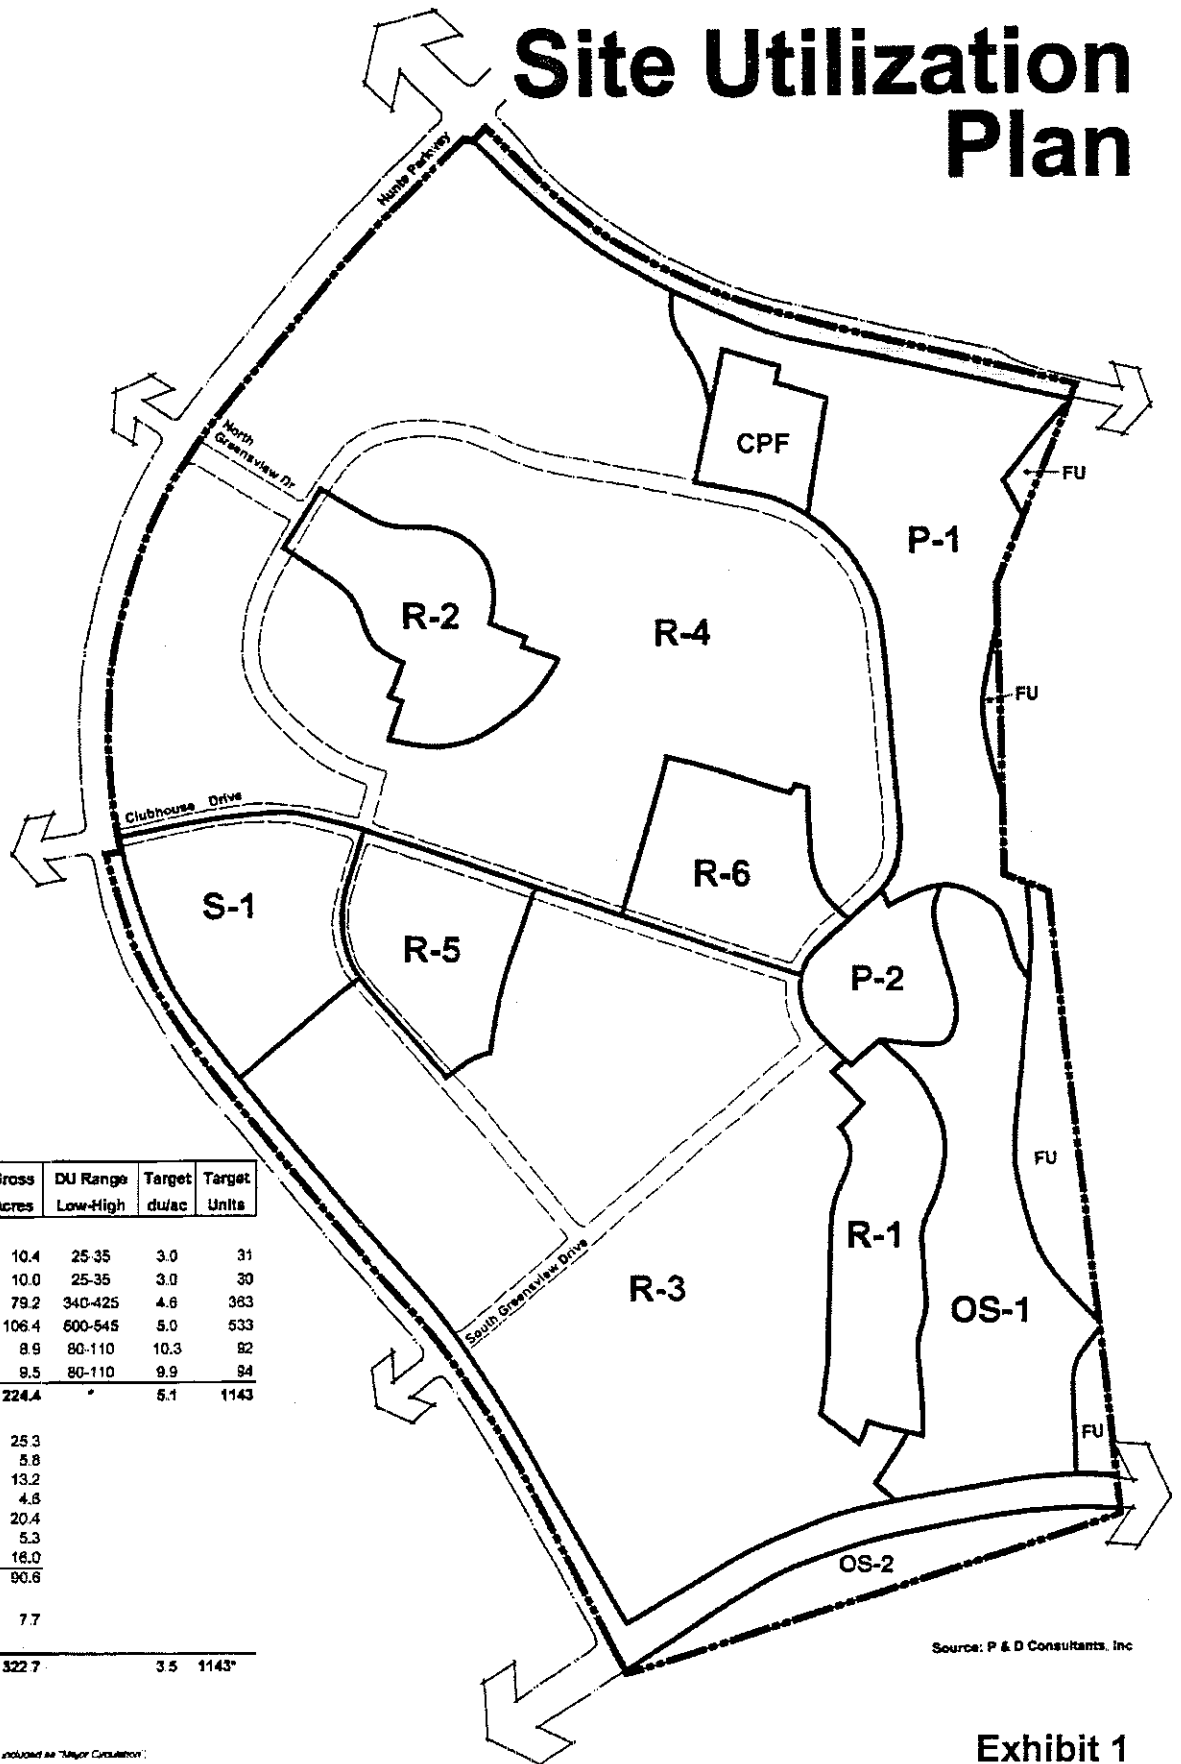 Site Utilization
Plan
Hunte Parkway
North
Greensview Dr
CPF
FU
P-1
R-2
R-4
FU
Clubhouse Drive
R-6
S-1
R-5
P-2
FU
R-1
South Greensview Drive
R-3
OS-1
FU
OS-2
Gross DU Range Target Target
Acres Low-High du/ac Units
10.4 25-35 3.0 31
10.0 25-35 3.0 30
79.2 340-425 4.6 363
106.4 500-545 5.0 533
8.9 80-110 10.3 92
9.5 80-110 9.9 94
224.4 * 5.1 1143
25.3
5.8
13.2
4.6
20.4
5.3
16.0
90.6
7.7
322.7 3.5 1143*
included as "Major Circulation".
Source: P & D Consultants, Inc
Exhibit 1